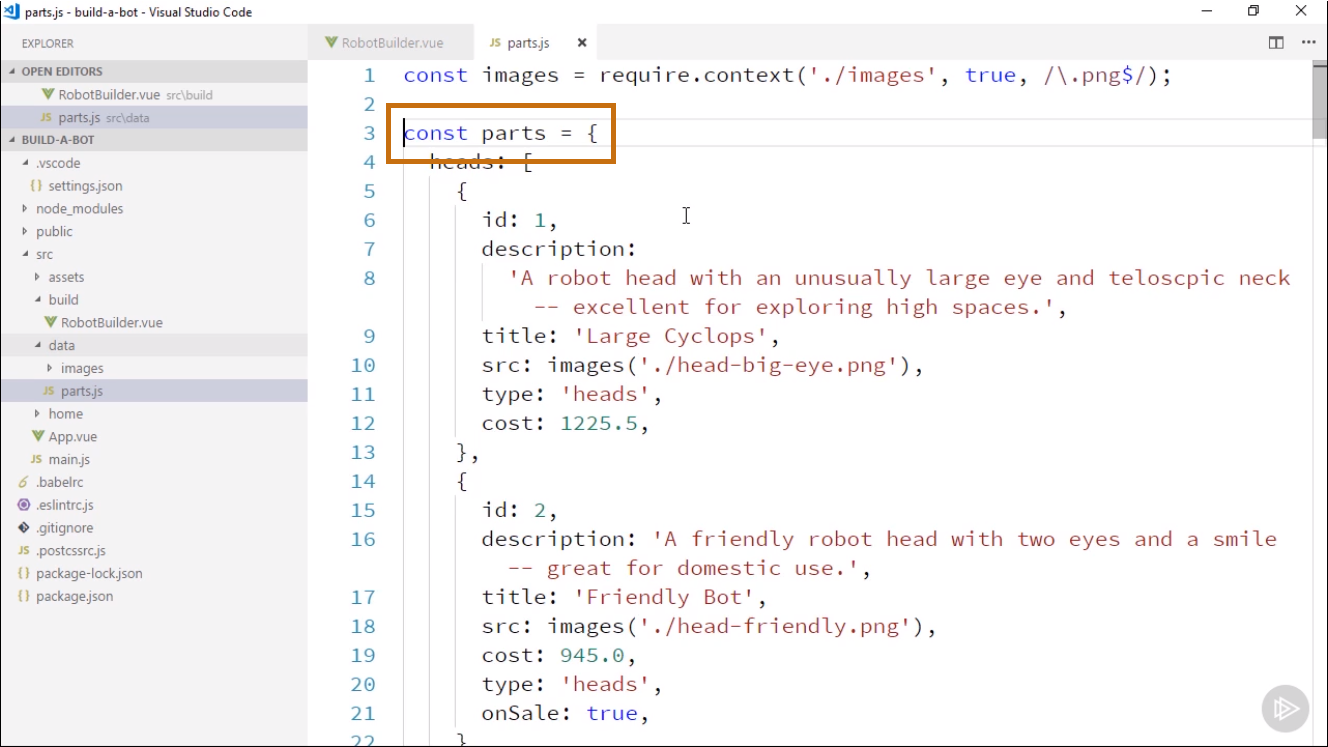 parts.js - build-a-bot - Visual Studio Code
EXPLORER
OPEN EDITORS
RobotBuilder.vue src\build
JS parts.js src\data
BUILD-A-BOT
.vscode
{} settings.json
node_modules
public
src
assets
build
RobotBuilder.vue
data
images
JS parts.js
home
App.vue
JS main.js
.babelrc
.eslintrc.js
.gitignore
JS .postcssrc.js
{} package-lock.json
{} package.json
RobotBuilder.vue JS parts.js
1 const images = require.context('./images', true, /\.png$/);
2
3 const parts = {
4 heads: [
5 {
6 id: 1,
7 description:
8 'A robot head with an unusually large eye and teloscpic neck
-- excellent for exploring high spaces.',
9 title: 'Large Cyclops',
10 src: images('./head-big-eye.png'),
11 type: 'heads',
12 cost: 1225.5,
13 },
14 {
15 id: 2,
16 description: 'A friendly robot head with two eyes and a smile
-- great for domestic use.',
17 title: 'Friendly Bot',
18 src: images('./head-friendly.png'),
19 cost: 945.0,
20 type: 'heads',
21 onSale: true,
22 }